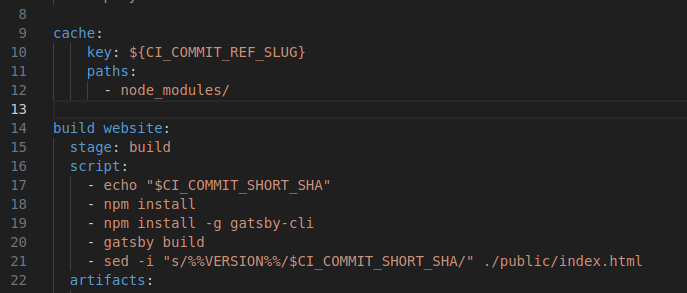 8
9 cache:
10 key: ${CI_COMMIT_REF_SLUG}
11 paths:
12 - node_modules/
13
14 build website:
15 stage: build
16 script:
17 - echo "$CI_COMMIT_SHORT_SHA"
18 - npm install
19 - npm install -g gatsby-cli
20 - gatsby build
21 - sed -i "s/%%VERSION%%/$CI_COMMIT_SHORT_SHA/" ./public/index.html
22 artifacts: